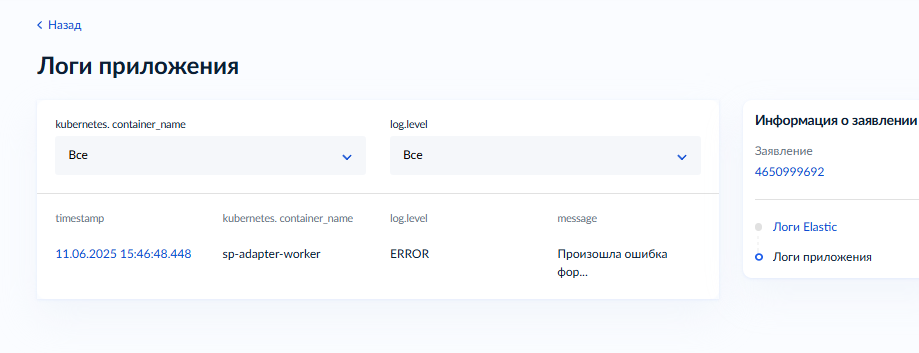 Назад
Логи приложения
kubernetes. container_name log.level
Все Все
timestamp kubernetes. container_name log.level message
11.06.2025 15:46:48.448 sp-adapter-worker ERROR Произошла ошибка
фор...
Информация о заявлении
Заявление
4650999692
Логи Elastic
Логи приложения